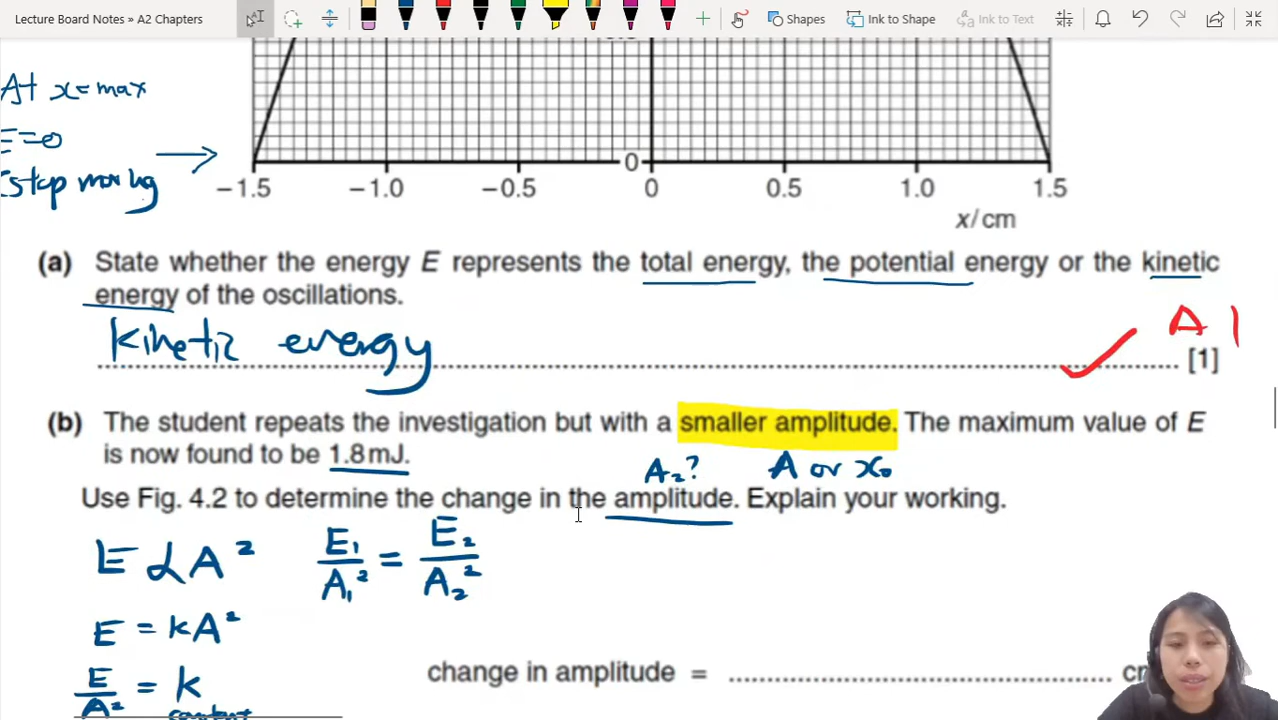 Lecture Board Notes » A2 Chapters
Shapes
Ink to Shape
Ink to Text
At x=max
E=0
stop moving
0
−1.5 −1.0 −0.5 0 0.5 1.0 1.5
x/cm
(a) State whether the energy E represents the total energy, the potential energy or the kinetic
energy of the oscillations.
kinetic energy
A1
[1]
(b) The student repeats the investigation but with a smaller amplitude. The maximum value of E
is now found to be 1.8mJ.
A₂? A or x₀
Use Fig. 4.2 to determine the change in the amplitude. Explain your working.
E ∝ A² E₁/A₁² = E₂/A₂²
E = kA²
E/A² = k
constant
change in amplitude = ........................................